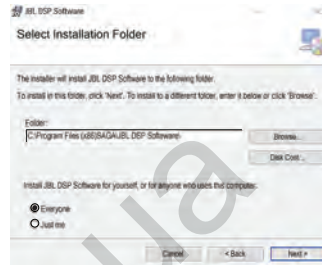 JBL DSP Software
Select Installation Folder
The installer will install JBL DSP Software to the following folder.
To install in this folder, click "Next". To install to a different folder, enter it below or click "Browse".
Folder:
C:\Program Files (x86)\SAGA\JBL DSP Software\
Browse...
Disk Cost...
Install JBL DSP Software for yourself, or for anyone who uses this computer:
Everyone
Just me
Cancel
< Back
Next >